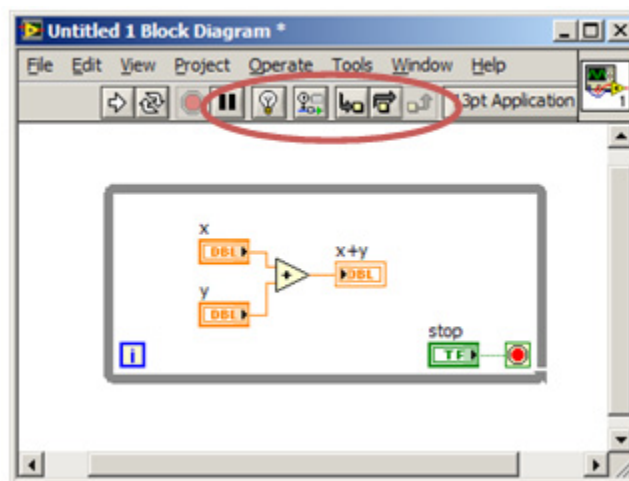 Untitled 1 Block Diagram *
File Edit View Project Operate Tools Window Help
13pt Application
1
x
DBL
x+y
DBL
y
DBL
stop
TF
i